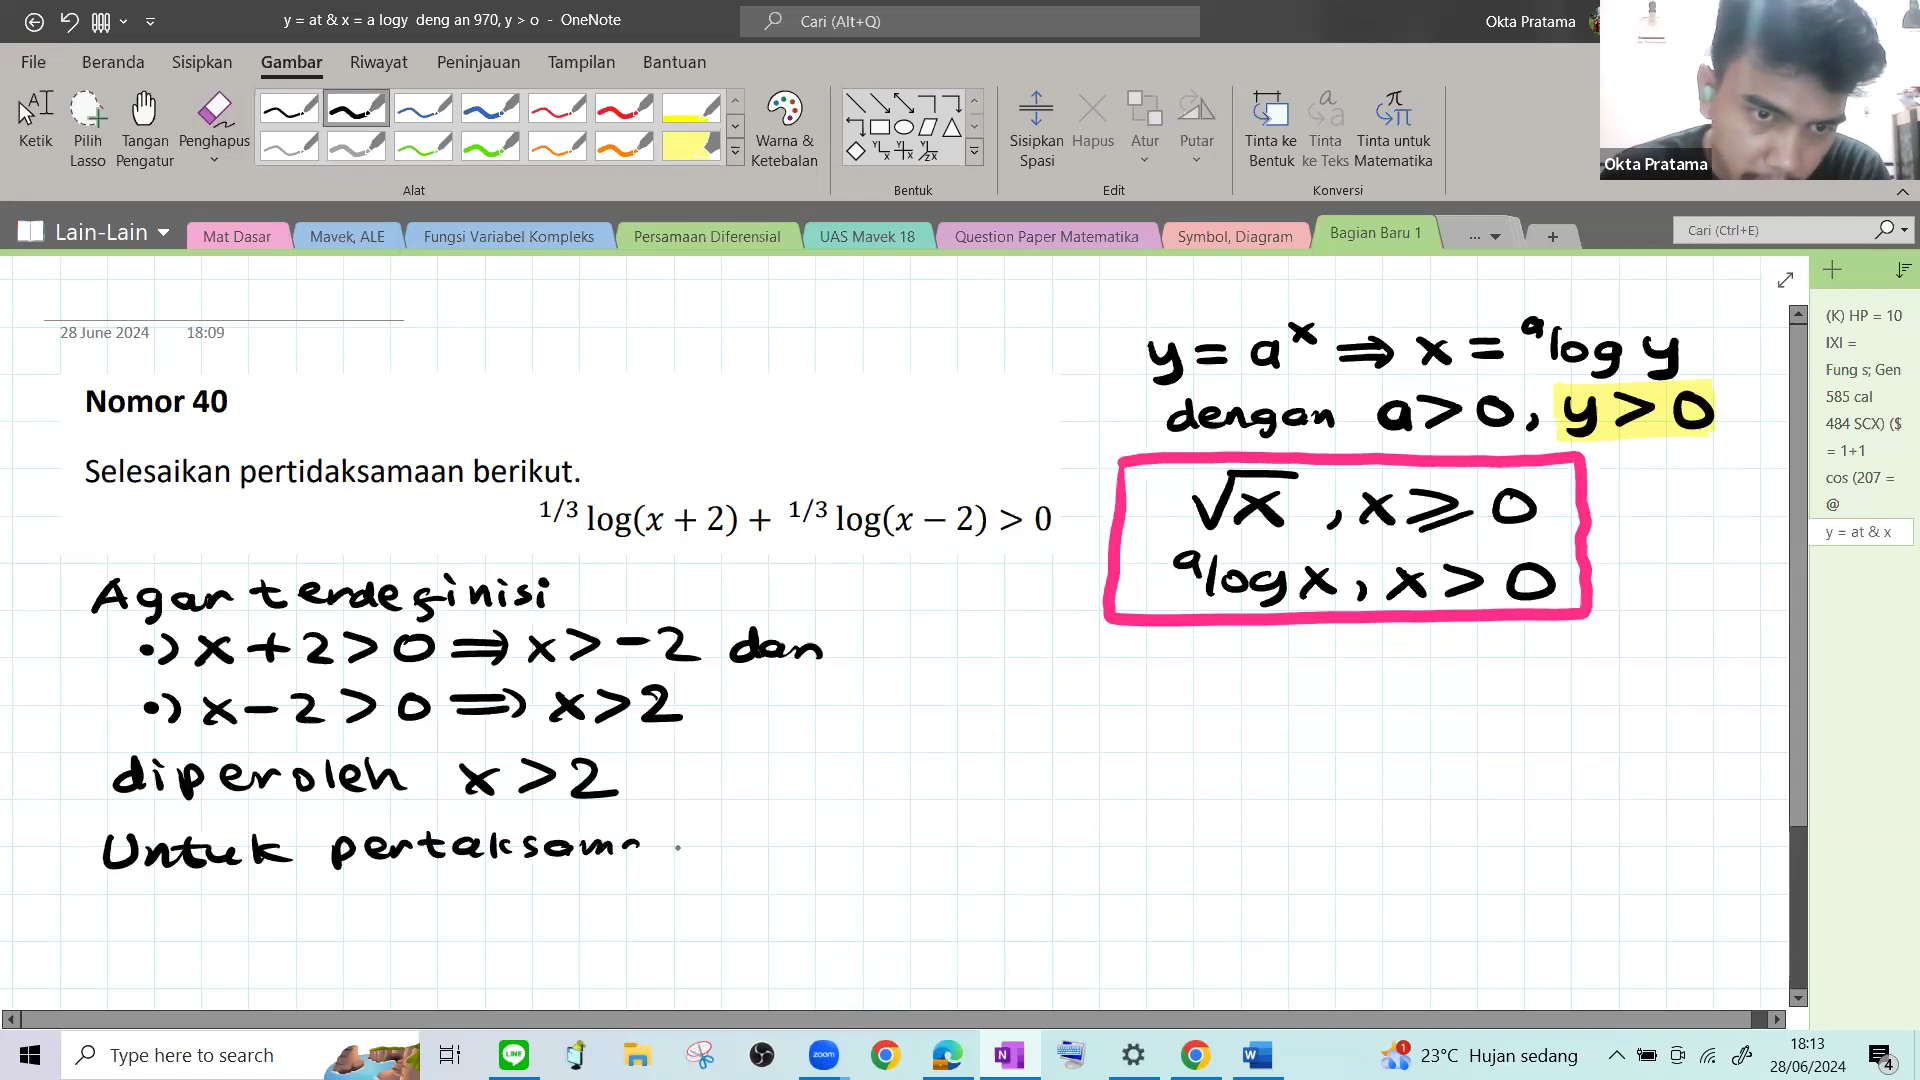 y = at & x = a logy deng an 970, y > o - OneNote
Cari (Alt+Q)
Okta Pratama
File Beranda Sisipkan Gambar Riwayat Peninjauan Tampilan Bantuan
Ketik
Pilih Lasso
Tangan Pengatur
Penghapus
Warna & Ketebalan
Sisipkan Spasi
Hapus
Atur
Putar
Tinta ke Bentuk
Tinta ke Teks
Tinta untuk Matematika
Okta Pratama
Alat
Bentuk
Edit
Konversi
Lain-Lain
Mat Dasar
Mavek, ALE
Fungsi Variabel Kompleks
Persamaan Diferensial
UAS Mavek 18
Question Paper Matematika
Symbol, Diagram
Bagian Baru 1
...
Cari (Ctrl+E)
28 June 2024 18:09
Nomor 40
Selesaikan pertidaksamaan berikut.
1/3 log(x + 2) + 1/3 log(x − 2) > 0
Agar terdefinisi
•) x + 2 > 0 ⟹ x > −2 dan
•) x − 2 > 0 ⟹ x > 2
diperoleh x > 2
Untuk pertaksam
y = a^x ⟹ x = ᵃlog y
dengan a > 0, y > 0
√x , x ⩾ 0
ᵃlog x , x > 0
(K) HP = 10
IXI =
Fung s; Gen
585 cal
484 SCX) ($
= 1+1
cos (207 =
@
y = at & x
Type here to search
zoom
23°C Hujan sedang
18:13
28/06/2024
4